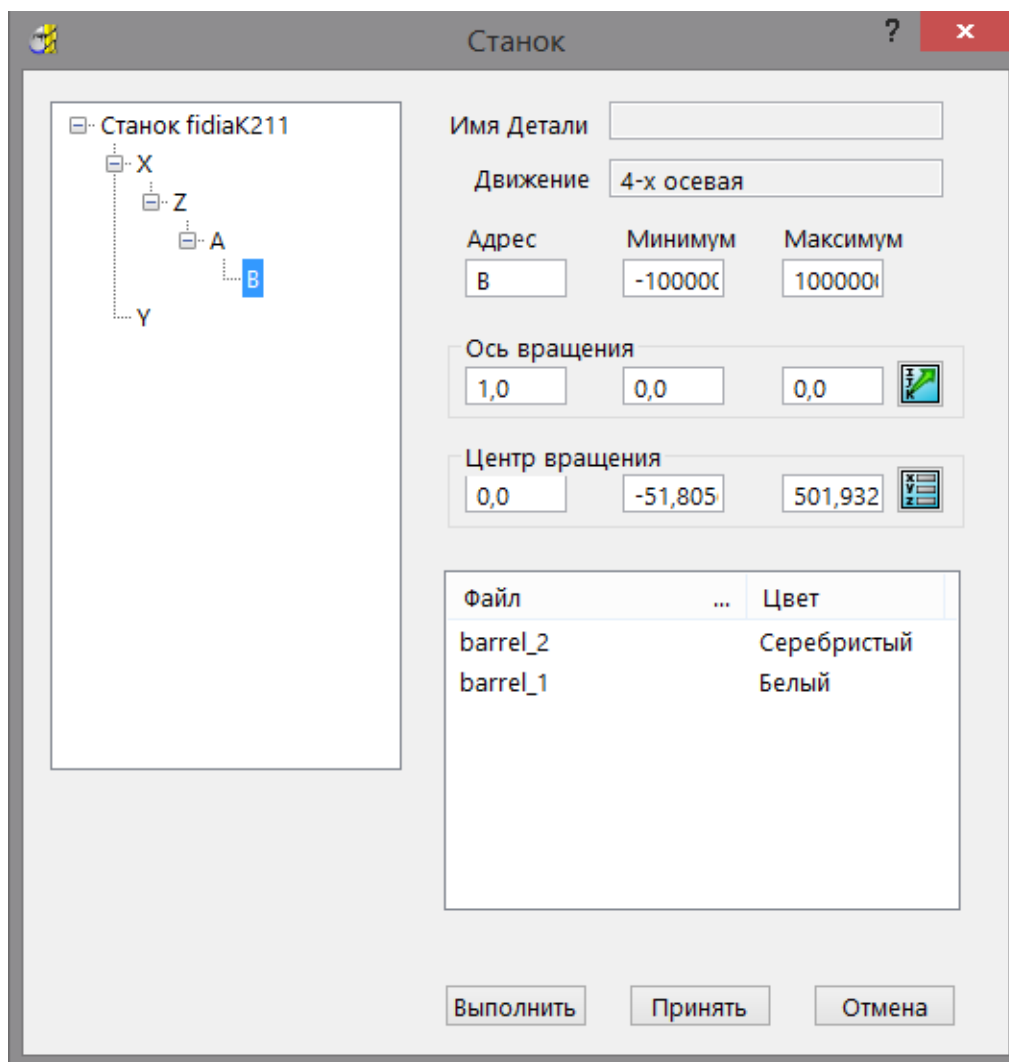 Станок
?
x
Станок fidiaK211
X
Z
A
B
Y
Имя Детали
Движение 4-х осевая
Адрес Минимум Максимум
B -100000 100000
Ось вращения
1,0 0,0 0,0
Центр вращения
0,0 -51,805 501,932
Файл ... Цвет
barrel_2 Серебристый
barrel_1 Белый
Выполнить Принять Отмена